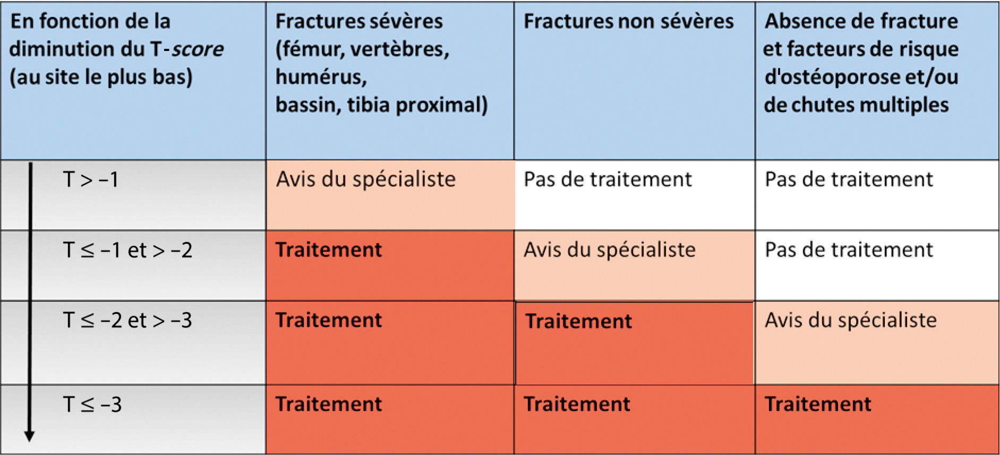 En fonction de la
diminution du T-score
(au site le plus bas)
Fractures sévères
(fémur, vertèbres,
humérus,
bassin, tibia proximal)
Fractures non sévères
Absence de fracture
et facteurs de risque
d'ostéoporose et/ou
de chutes multiples
T > –1
Avis du spécialiste
Pas de traitement
Pas de traitement
T ≤ –1 et > –2
Traitement
Avis du spécialiste
Pas de traitement
T ≤ –2 et > –3
Traitement
Traitement
Avis du spécialiste
T ≤ –3
Traitement
Traitement
Traitement